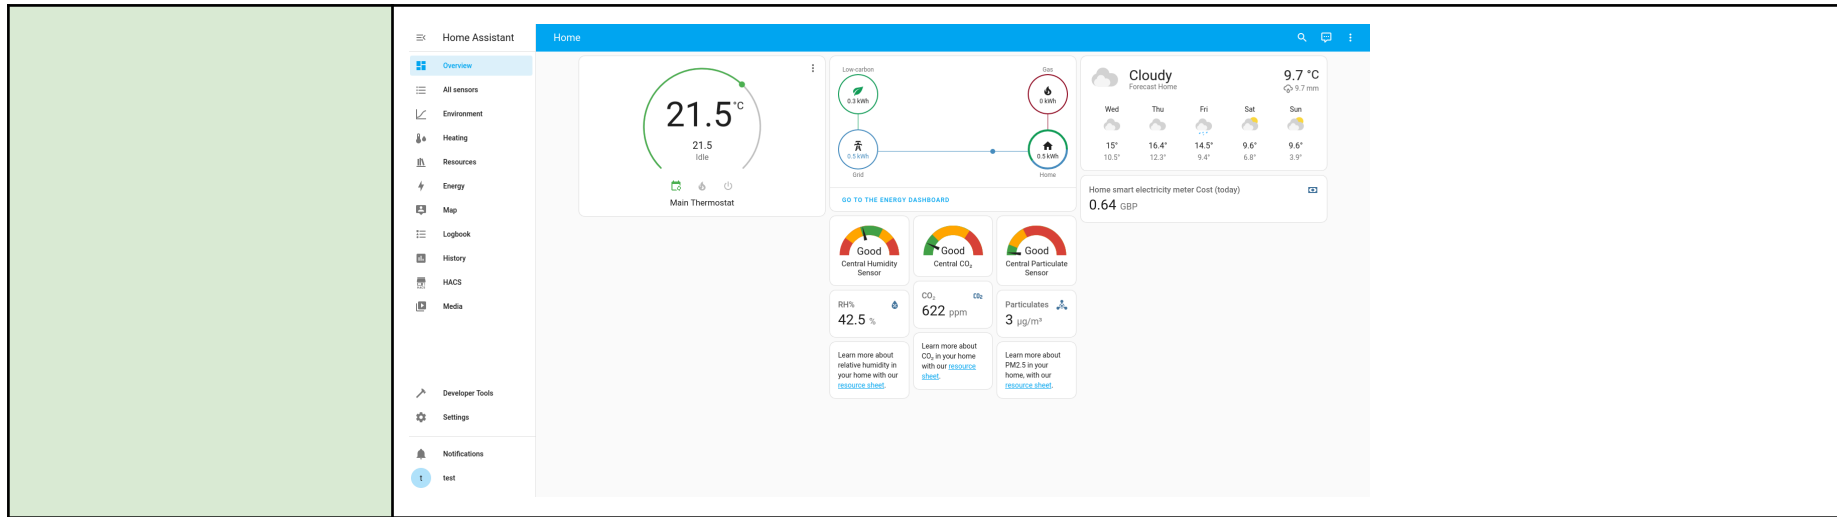 Home Assistant
Overview
All sensors
Environment
Heating
Resources
Energy
Map
Logbook
History
HACS
Media
Developer Tools
Settings
Notifications
t
test
Home
21.5 °C
21.5
Idle
Main Thermostat
Low-carbon
Gas
0.3 kWh
0 kWh
0.5 kWh
0.5 kWh
Grid
Home
GO TO THE ENERGY DASHBOARD
Good
Central Humidity
Sensor
Good
Central CO₂
Good
Central Particulate
Sensor
RH%
42.5 %
CO₂
CO₂
622 ppm
Particulates
3 µg/m³
Learn more about
relative humidity in
your home with our
resource sheet.
Learn more about
CO₂ in your home
with our resource
sheet.
Learn more about
PM2.5 in your
home, with our
resource sheet.
Cloudy
Forecast Home
9.7 °C
9.7 mm
Wed Thu Fri Sat Sun
15° 16.4° 14.5° 9.6° 9.6°
10.5° 12.3° 9.4° 6.8° 3.9°
Home smart electricity meter Cost (today)
0.64 GBP